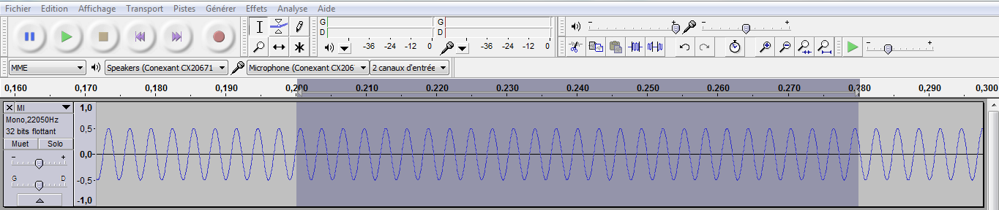 Fichier Edition Affichage Transport Pistes Générer Effets Analyse Aide
G
D
-36 -24 -12 0
G
D
-36 -24 -12 0
- +
- +
MME Speakers (Conexant CX20671 Microphone (Conexant CX206 2 canaux d'entrée
0,160 0,170 0,180 0,190 0,200 0,210 0,220 0,230 0,240 0,250 0,260 0,270 0,280 0,290 0,300
MI
Mono,22050Hz
32 bits flottant
Muet Solo
- +
G D
1,0
0,5-
0,0-
-0,5-
-1,0